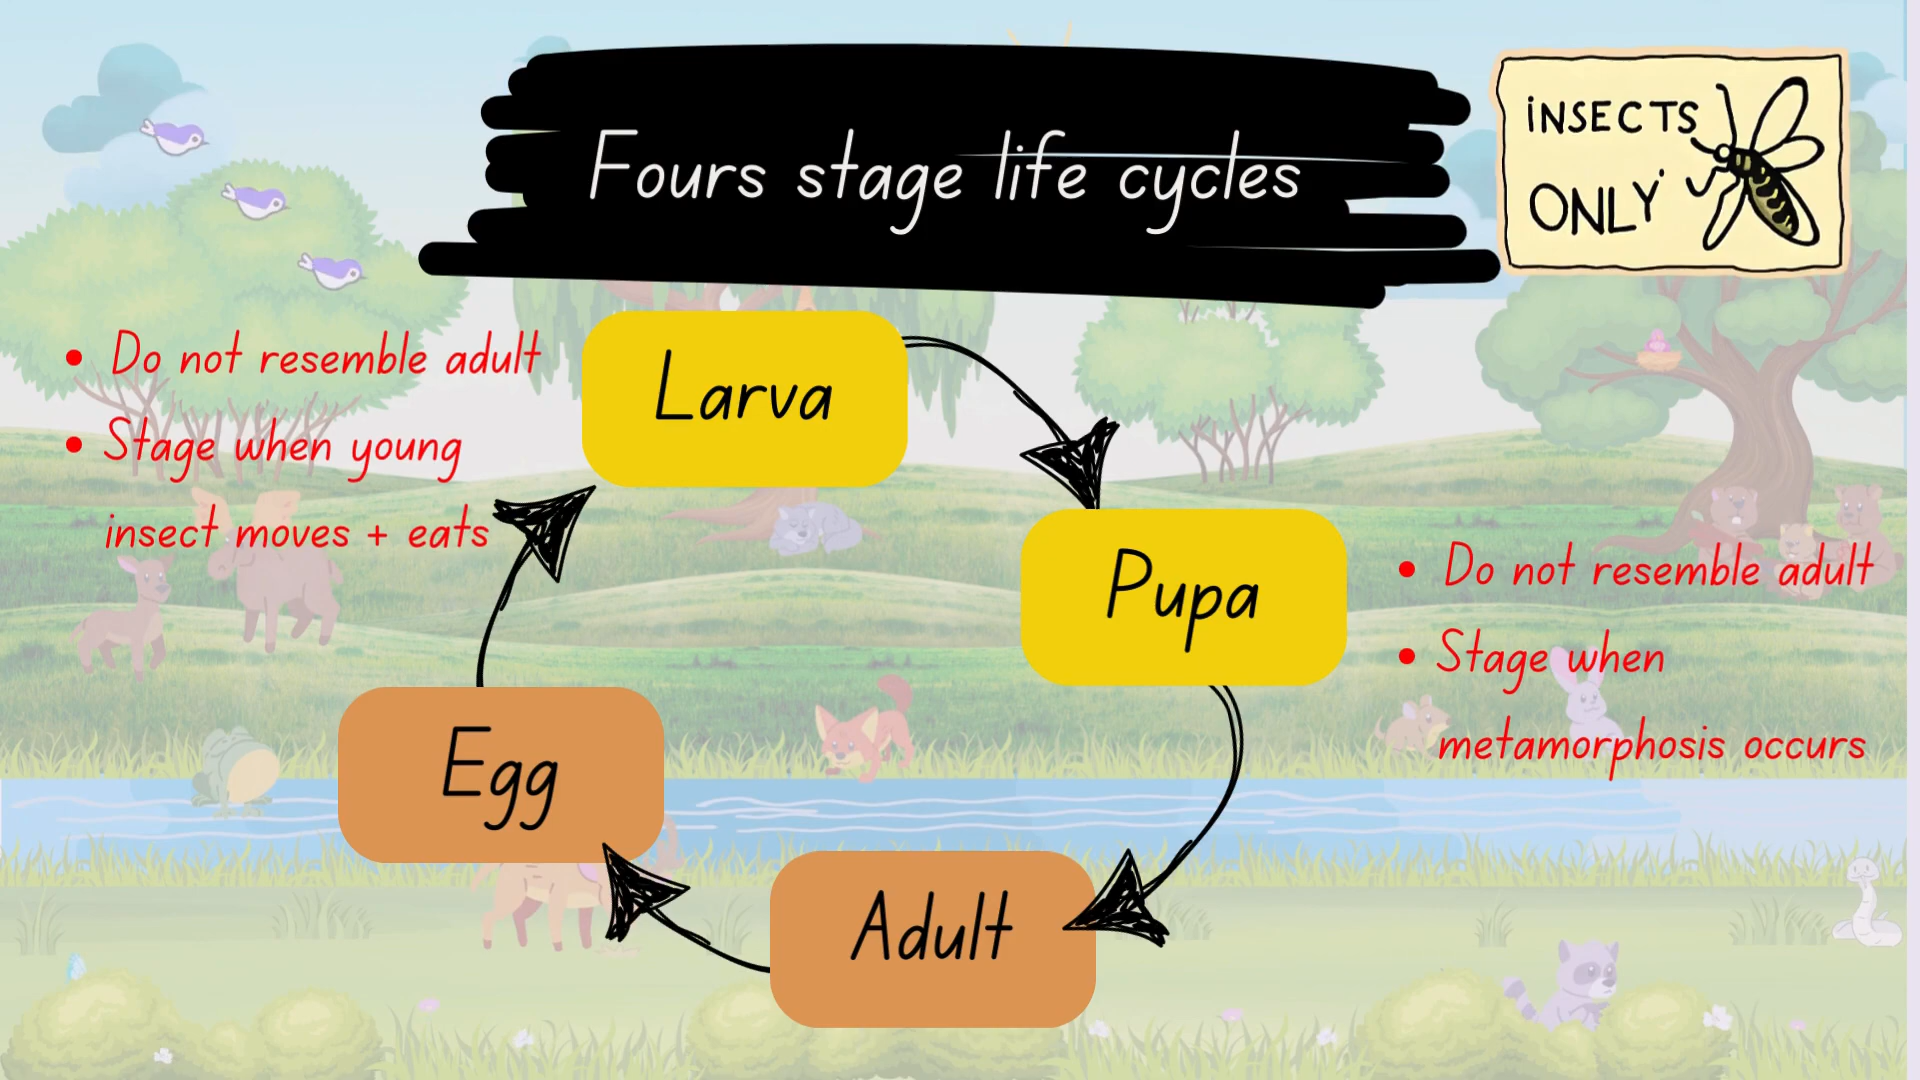 Fours stage life cycles
INSECTS
ONLY
Larva
• Do not resemble adult
• Stage when young
insect moves + eats
Pupa
• Do not resemble adult
• Stage when
metamorphosis occurs
Egg
Adult